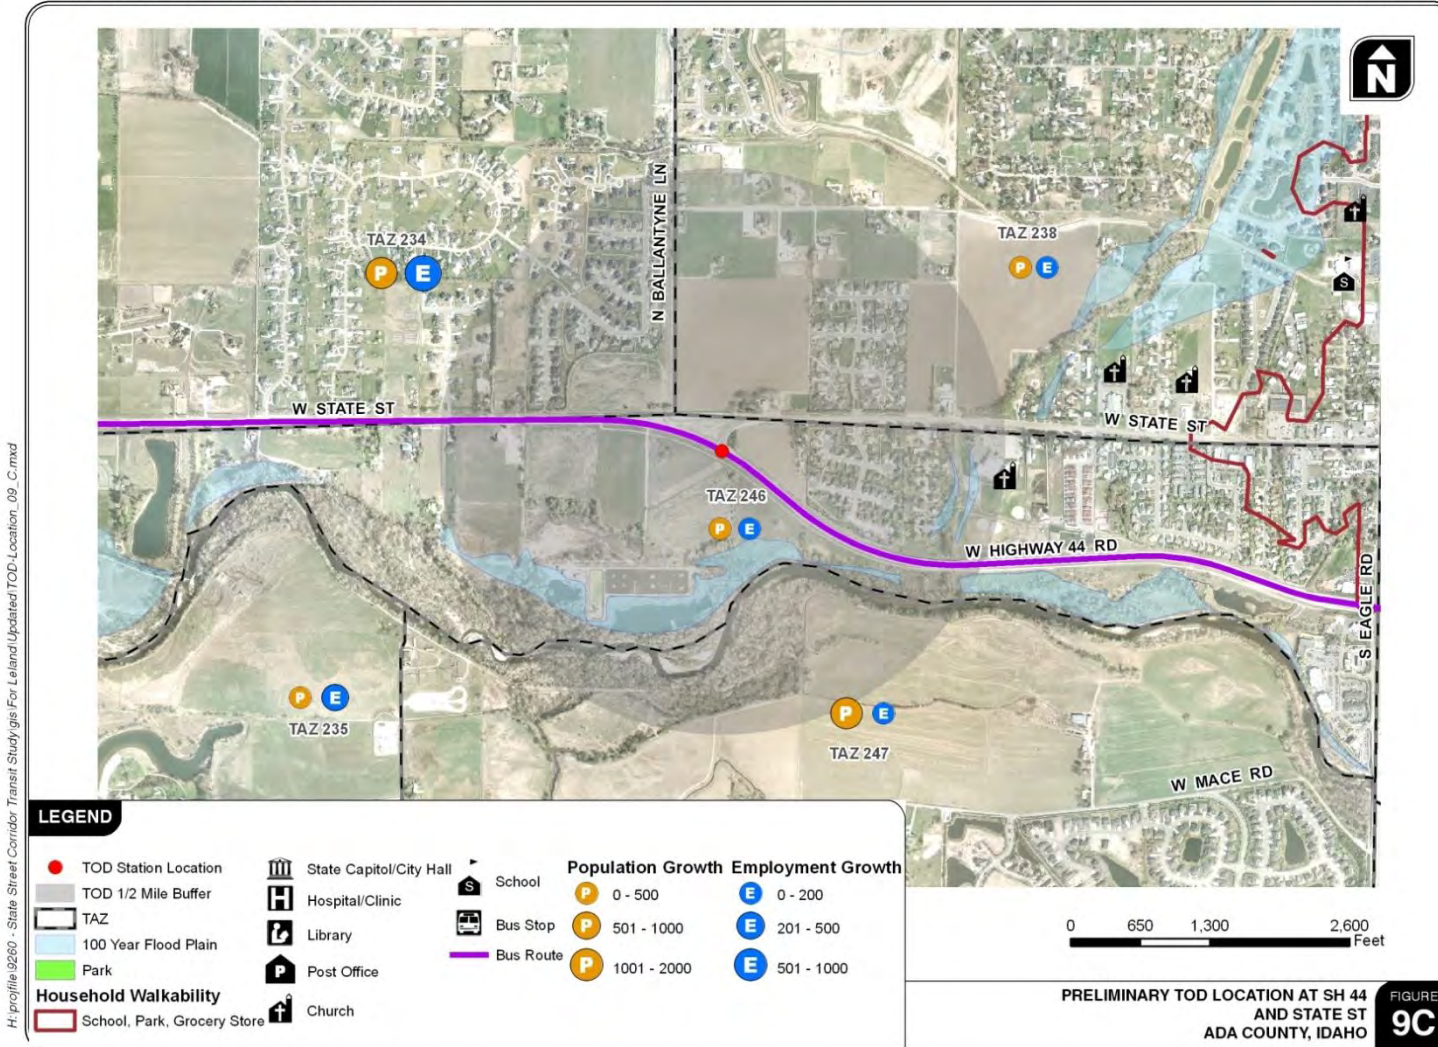 N
TAZ 234
P E
N BALLANTYNE LN
TAZ 238
P E
S
W STATE ST
W STATE ST
TAZ 246
P E
W HIGHWAY 44 RD
S EAGLE RD
P E
TAZ 235
P E
TAZ 247
W MACE RD
H:\projfile\9260 - State Street Corridor Transit Study\gis\For Leland\Updated\TOD-Location_09_C.mxd
LEGEND
TOD Station Location
TOD 1/2 Mile Buffer
TAZ
100 Year Flood Plain
Park
Household Walkability
School, Park, Grocery Store
State Capitol/City Hall
H Hospital/Clinic
Library
P Post Office
Church
S School
Bus Stop
Bus Route
Population Growth
P 0 - 500
P 501 - 1000
P 1001 - 2000
Employment Growth
E 0 - 200
E 201 - 500
E 501 - 1000
0 650 1,300 2,600
Feet
PRELIMINARY TOD LOCATION AT SH 44
AND STATE ST
ADA COUNTY, IDAHO
FIGURE
9C